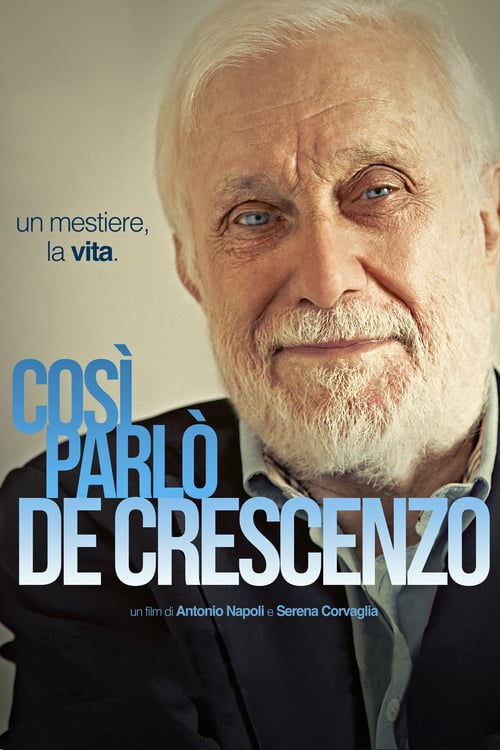 un mestiere,
la vita.
COSÌ
PARLÒ
DE CRESCENZO
un film di Antonio Napoli e Serena Corvaglia